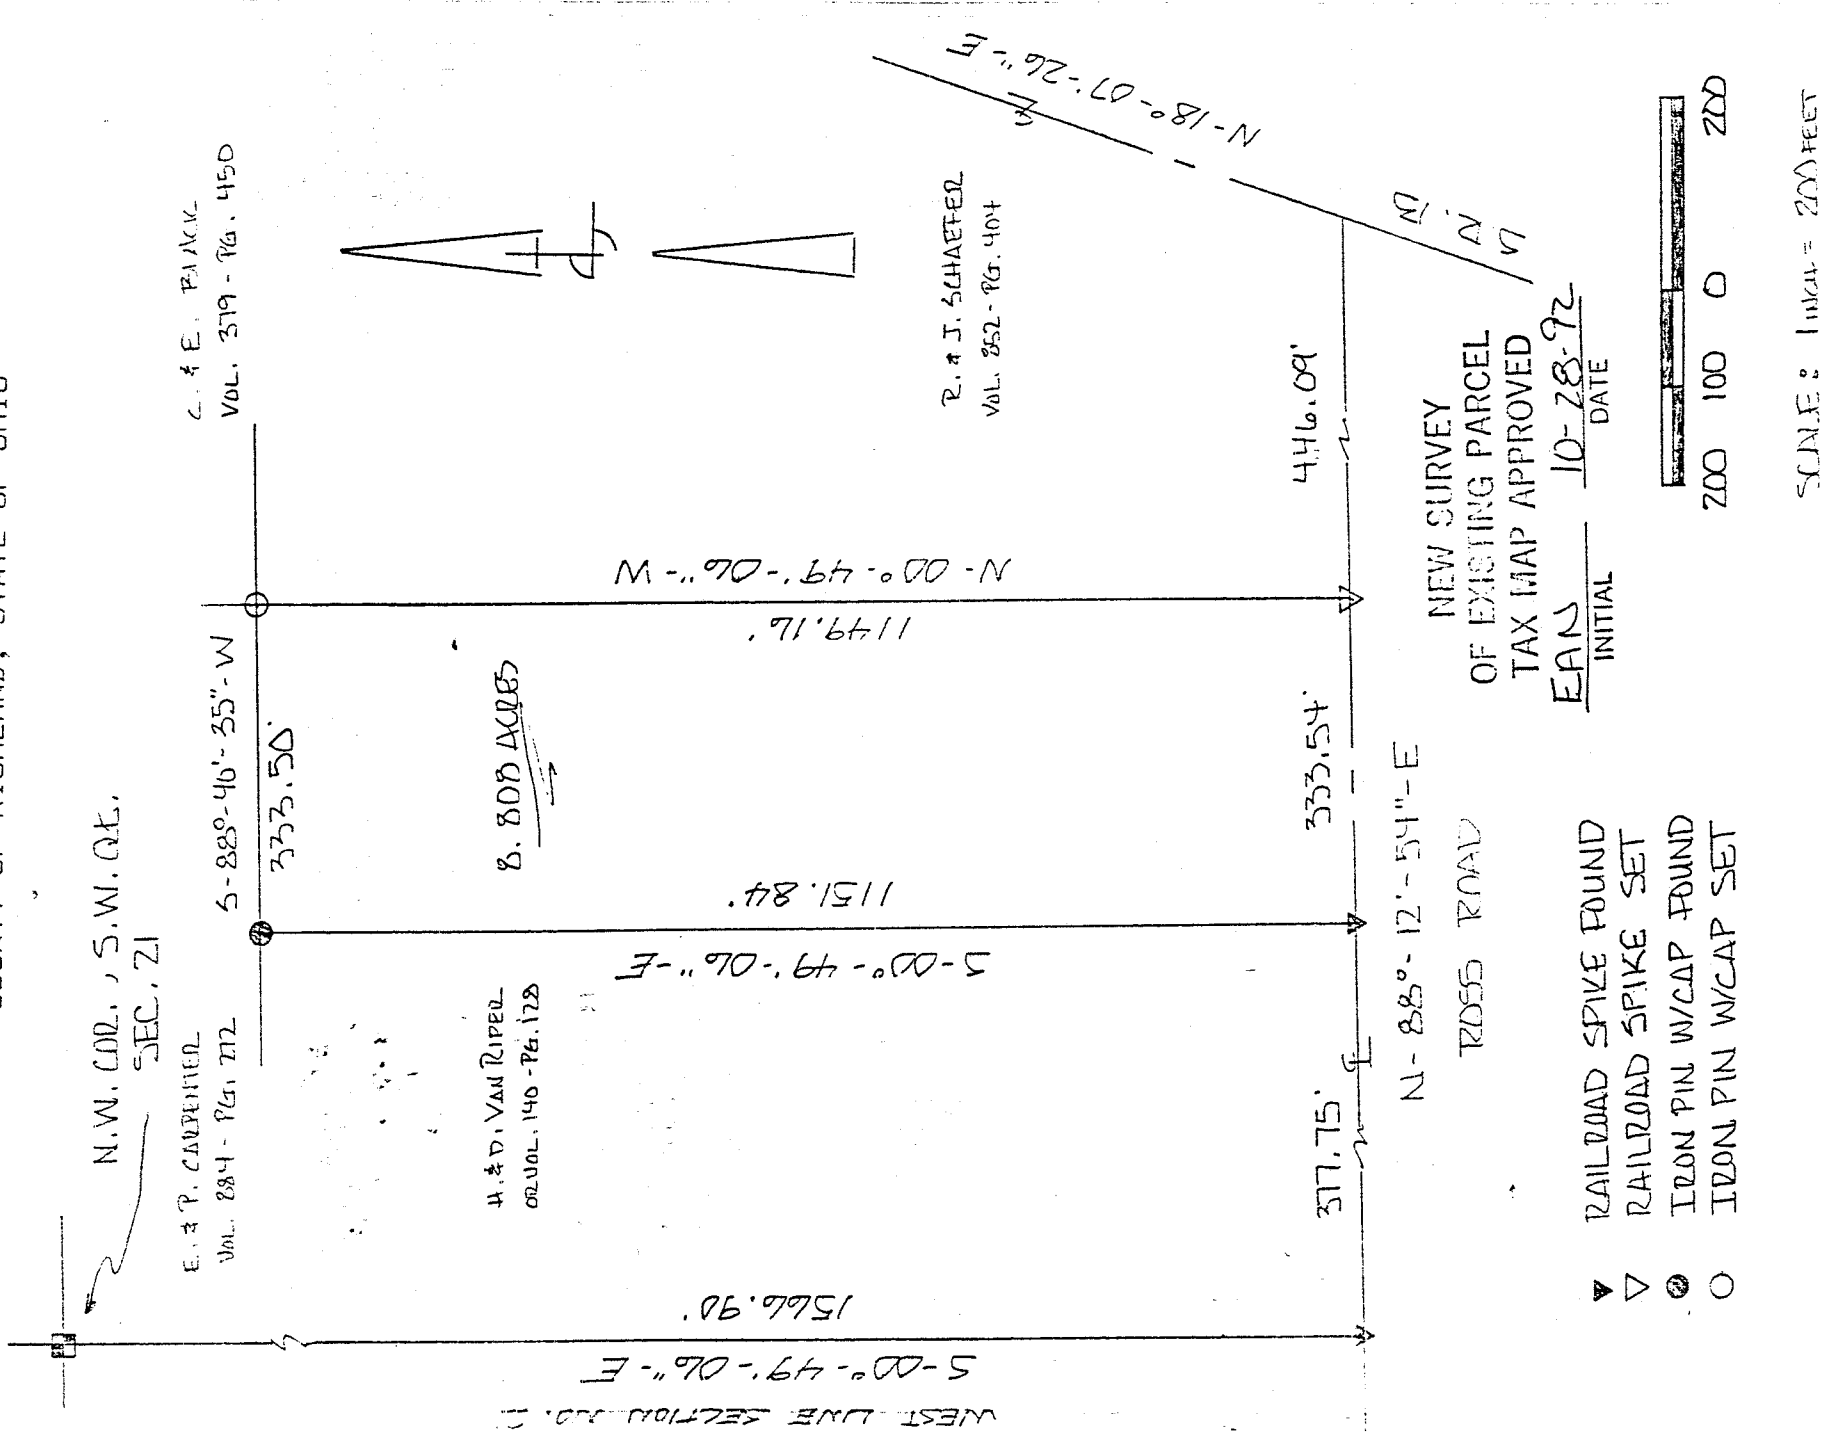 N.W. COR., S.W. Qt.
SEC. 21
E. & P. CARPENTER
VOL. 284 - PG. 272
S-88°-46'-35"-W
333.50'
C. & E.
VOL. 379 - PG. 450
H. & D. VAN RIPER
OR VOL. 140 - PG. 128
8.808 ACRES
R. & J. SCHAEFER
VOL. 252 - PG. 404
WEST LINE SECTION NO.
S-00°-49'-06"-E
1566.90'
S-00°-49'-06"-E
1151.84'
1149.16'
N-00°-49'-06"-W
N-18°-07'-26"-E
377.75'
333.54'
446.09'
N-88°-12'-54"-E
ROSS ROAD
NEW SURVEY
OF EXISTING PARCEL
TAX MAP APPROVED
EAN 10-28-92
INITIAL DATE
RAILROAD SPIKE FOUND
RAILROAD SPIKE SET
IRON PIN W/CAP FOUND
IRON PIN W/CAP SET
200 100 0 200
SCALE: 1 INCH = 200 FEET